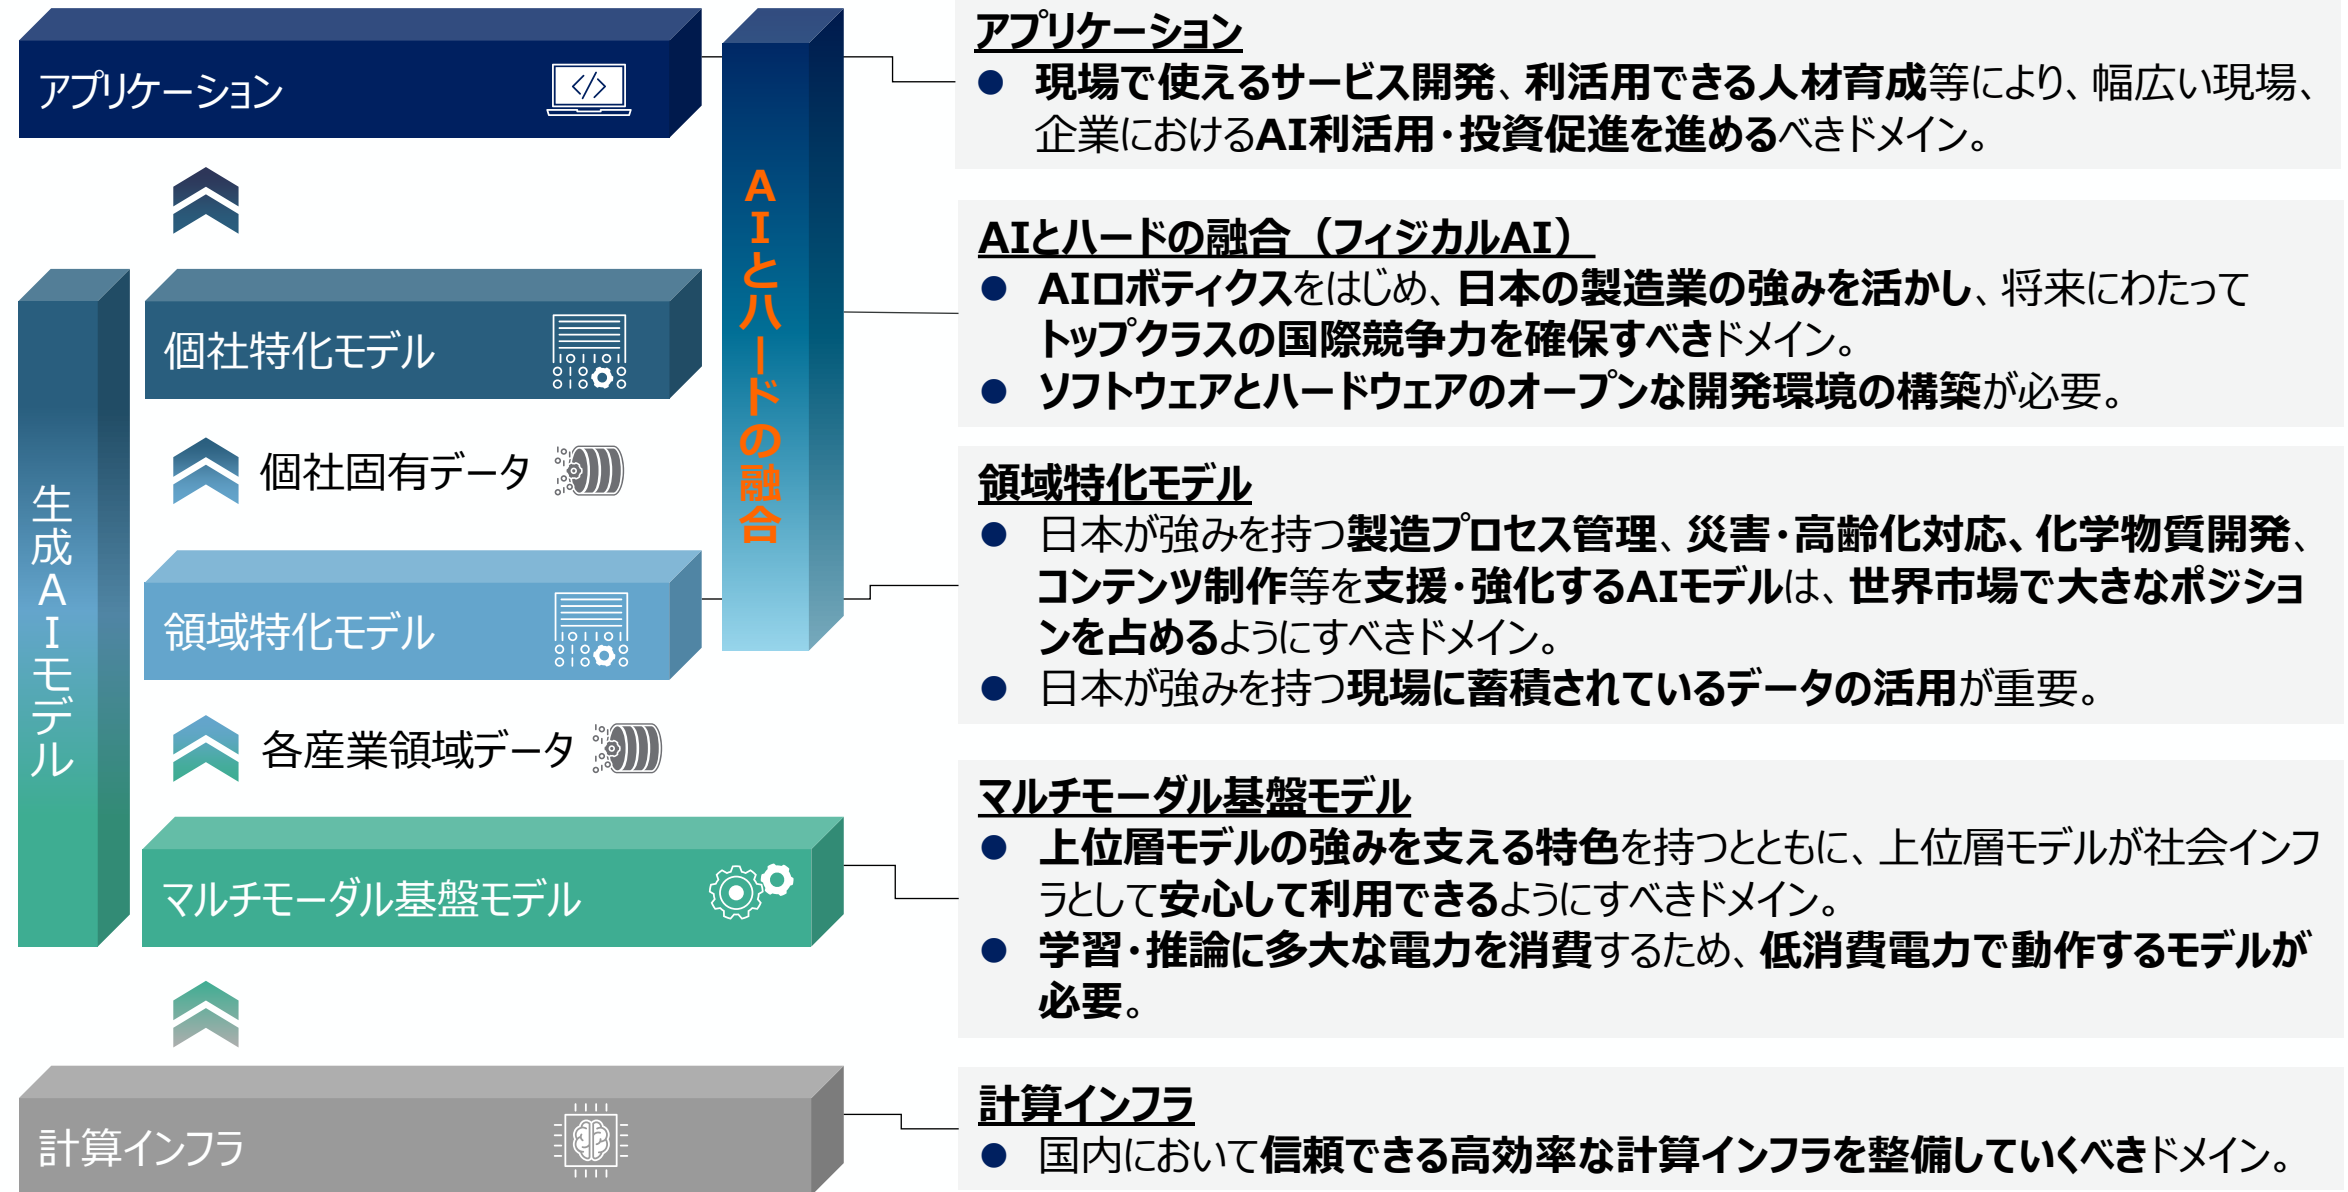 アプリケーション
個社特化モデル
個社固有データ
領域特化モデル
各産業領域データ
マルチモーダル基盤モデル
計算インフラ
生成AIモデル
AIとハードの融合
アプリケーション
● 現場で使えるサービス開発、利活用できる人材育成等により、幅広い現場、
企業におけるAI利活用・投資促進を進めるべきドメイン。
AIとハードの融合（フィジカルAI）
● AIロボティクスをはじめ、日本の製造業の強みを活かし、将来にわたって
トップクラスの国際競争力を確保すべきドメイン。
● ソフトウェアとハードウェアのオープンな開発環境の構築が必要。
領域特化モデル
● 日本が強みを持つ製造プロセス管理、災害・高齢化対応、化学物質開発、
コンテンツ制作等を支援・強化するAIモデルは、世界市場で大きなポジショ
ンを占めるようにすべきドメイン。
● 日本が強みを持つ現場に蓄積されているデータの活用が重要。
マルチモーダル基盤モデル
● 上位層モデルの強みを支える特色を持つとともに、上位層モデルが社会インフ
ラとして安心して利用できるようにすべきドメイン。
● 学習・推論に多大な電力を消費するため、低消費電力で動作するモデルが
必要。
計算インフラ
● 国内において信頼できる高効率な計算インフラを整備していくべきドメイン。